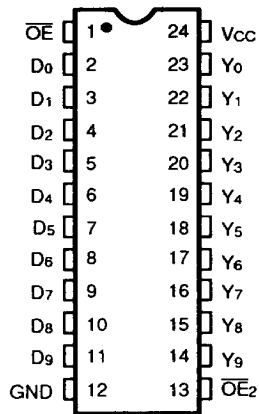 O̅E̅ 1 24 Vcc
D₀ 2 23 Y₀
D₁ 3 22 Y₁
D₂ 4 21 Y₂
D₃ 5 20 Y₃
D₄ 6 19 Y₄
D₅ 7 18 Y₅
D₆ 8 17 Y₆
D₇ 9 16 Y₇
D₈ 10 15 Y₈
D₉ 11 14 Y₉
GND 12 13 O̅E̅₂